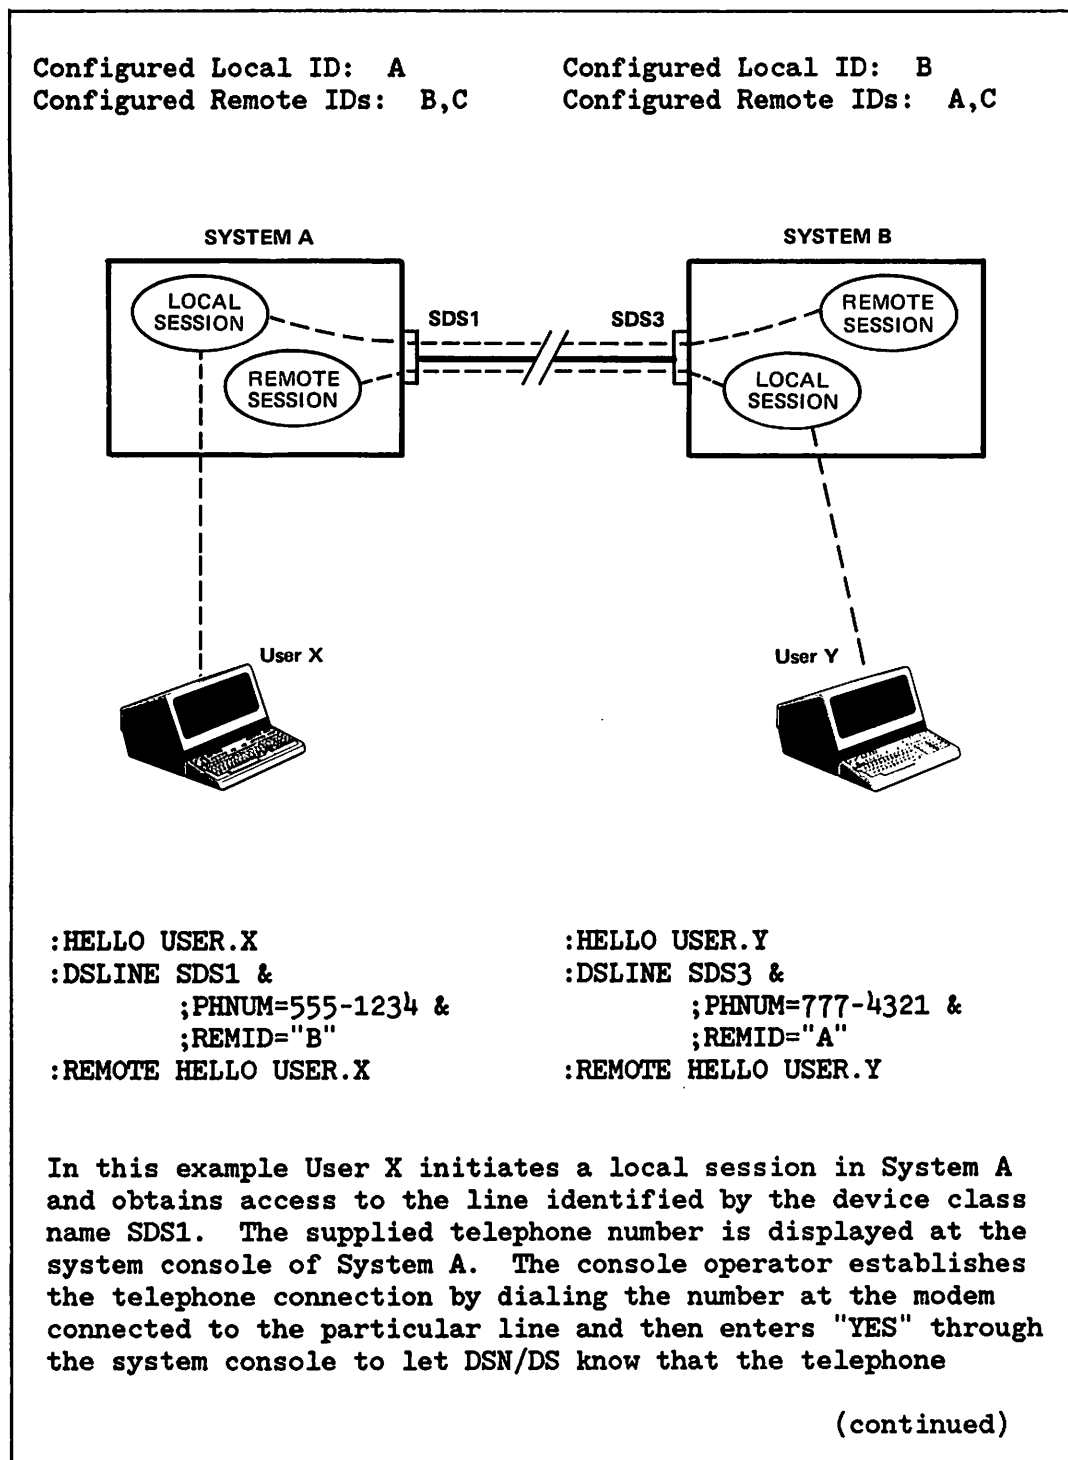 Configured Local ID:  A
Configured Remote IDs:  B,C
Configured Local ID:  B
Configured Remote IDs:  A,C
SYSTEM A
SYSTEM B
LOCAL
SESSION
REMOTE
SESSION
SDS1
SDS3
REMOTE
SESSION
LOCAL
SESSION
User X
User Y
:HELLO USER.X
:DSLINE SDS1 &
;PHNUM=555-1234 &
;REMID="B"
:REMOTE HELLO USER.X
:HELLO USER.Y
:DSLINE SDS3 &
;PHNUM=777-4321 &
;REMID="A"
:REMOTE HELLO USER.Y
In this example User X initiates a local session in System A
and obtains access to the line identified by the device class
name SDS1.  The supplied telephone number is displayed at the
system console of System A.  The console operator establishes
the telephone connection by dialing the number at the modem
connected to the particular line and then enters "YES" through
the system console to let DSN/DS know that the telephone
(continued)